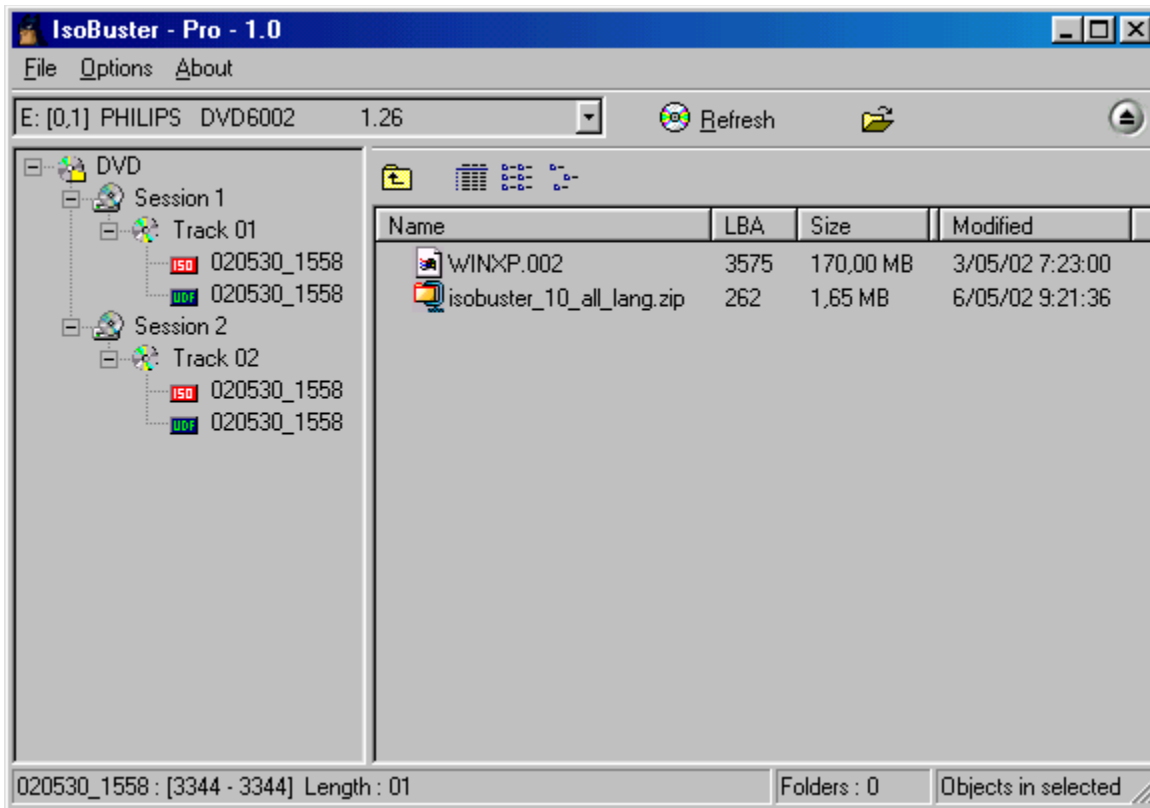 IsoBuster - Pro - 1.0
File Options About
E: [0,1] PHILIPS DVD6002 1.26 Refresh
DVD
Session 1
Track 01
ISO 020530_1558
UDF 020530_1558
Session 2
Track 02
ISO 020530_1558
UDF 020530_1558
Name LBA Size Modified
WINXP.002 3575 170,00 MB 3/05/02 7:23:00
isobuster_10_all_lang.zip 262 1,65 MB 6/05/02 9:21:36
020530_1558 : [3344 - 3344] Length : 01 Folders : 0 Objects in selected